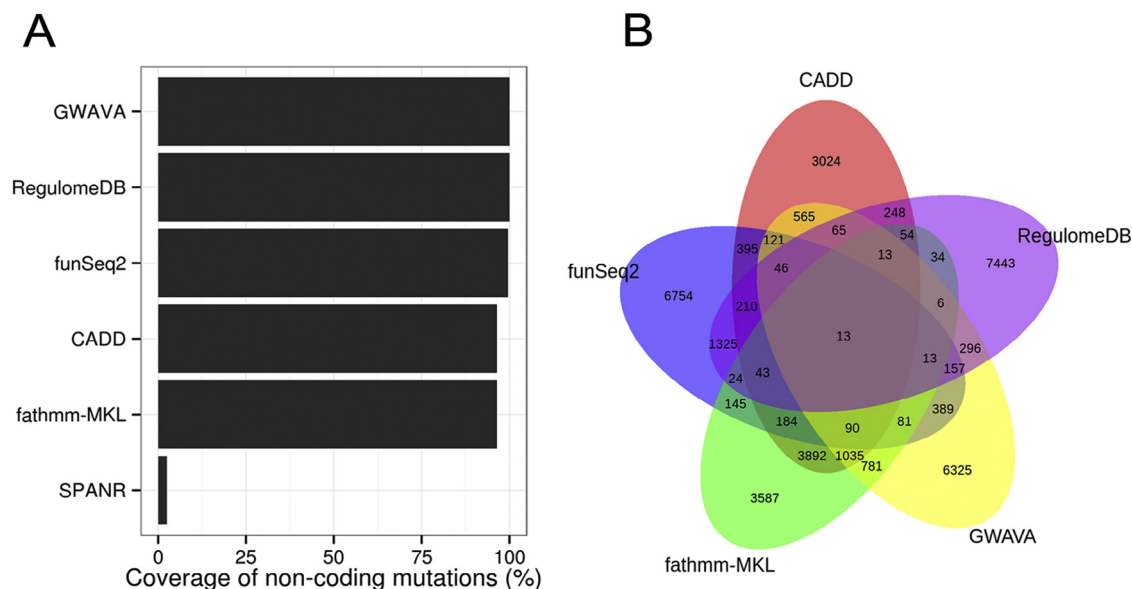 A
GWAVA
RegulomeDB
funSeq2
CADD
fathmm-MKL
SPANR
0 25 50 75 100
Coverage of non-coding mutations (%)
B
CADD
3024
565 248
65 54 RegulomeDB
395 121 13 34 7443
funSeq2 46
6754 210 6
1325 13 296
24 43 13 157
145 389
184 90 81
3892 1035 781 6325
3587
GWAVA
fathmm-MKL